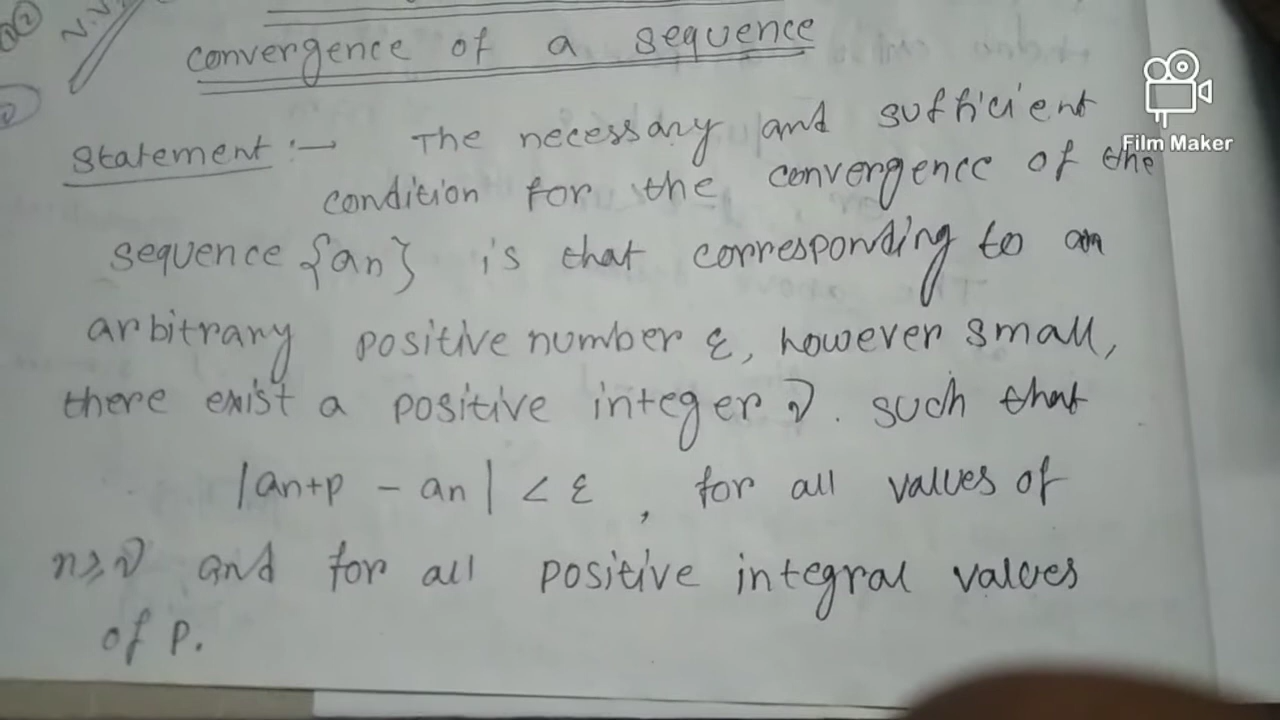 N.V
convergence of a sequence
Statement :- The necessary and sufficient
condition for the convergence of the
sequence {an} is that corresponding to an
arbitrary positive number ε, however small,
there exist a positive integer ν. such that
|an+p - an| < ε, for all values of
n≥ν and for all positive integral values
of p.
Film Maker